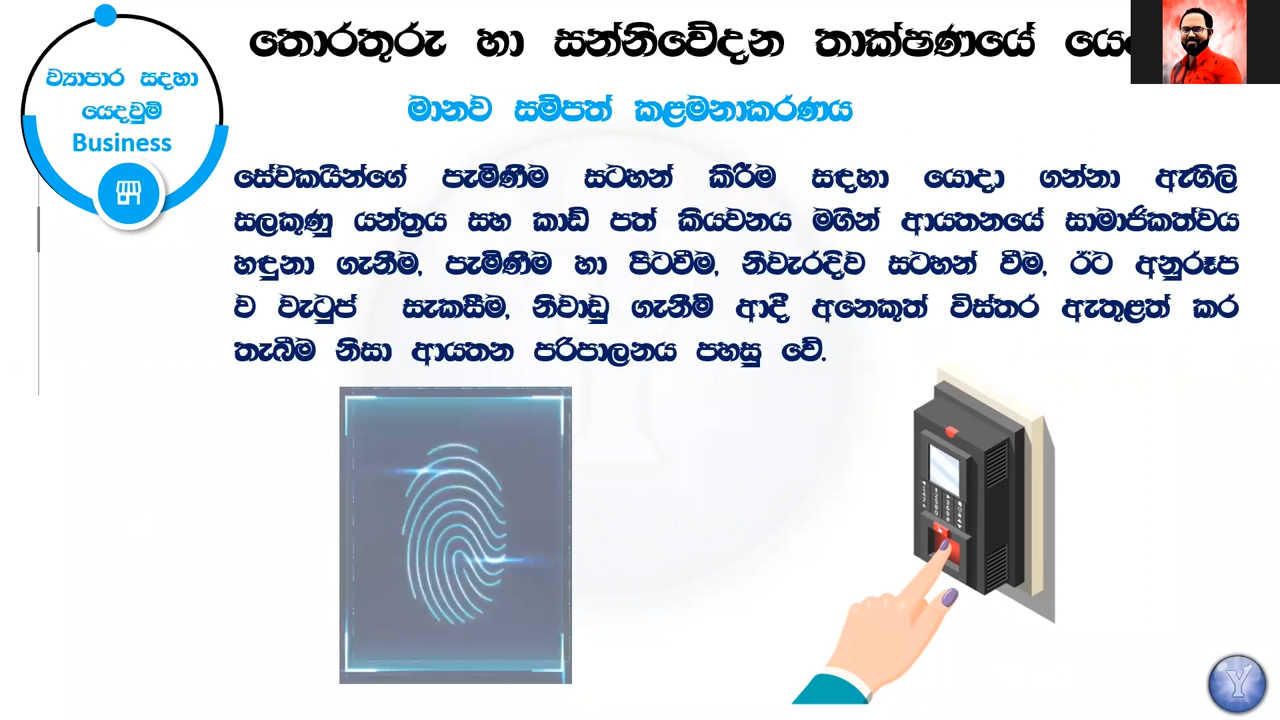 තොරතුරු හා සන්නිවේදන තාක්ෂණයේ
ව්‍යාපාර සඳහා
යෙදවුම්
Business
මානව සම්පත් කළමනාකරණය
සේවකයින්ගේ පැමිණීම සටහන් කිරීම සඳහා යොදා ගන්නා ඇඟිලි
සලකුණු යන්ත්‍රය සහ කාඩ් පත් කියවනය මගින් ආයතනයේ සාමාජිකත්වය
හඳුනා ගැනීම, පැමිණීම හා පිටවීම, නිවැරදිව සටහන් වීම, ඊට අනුරූප
ව වැටුප් සැකසීම, නිවාඩු ගැනීම් ආදී අනෙකුත් විස්තර ඇතුළත් කර
තැබීම නිසා ආයතන පරිපාලනය පහසු වේ.
Y